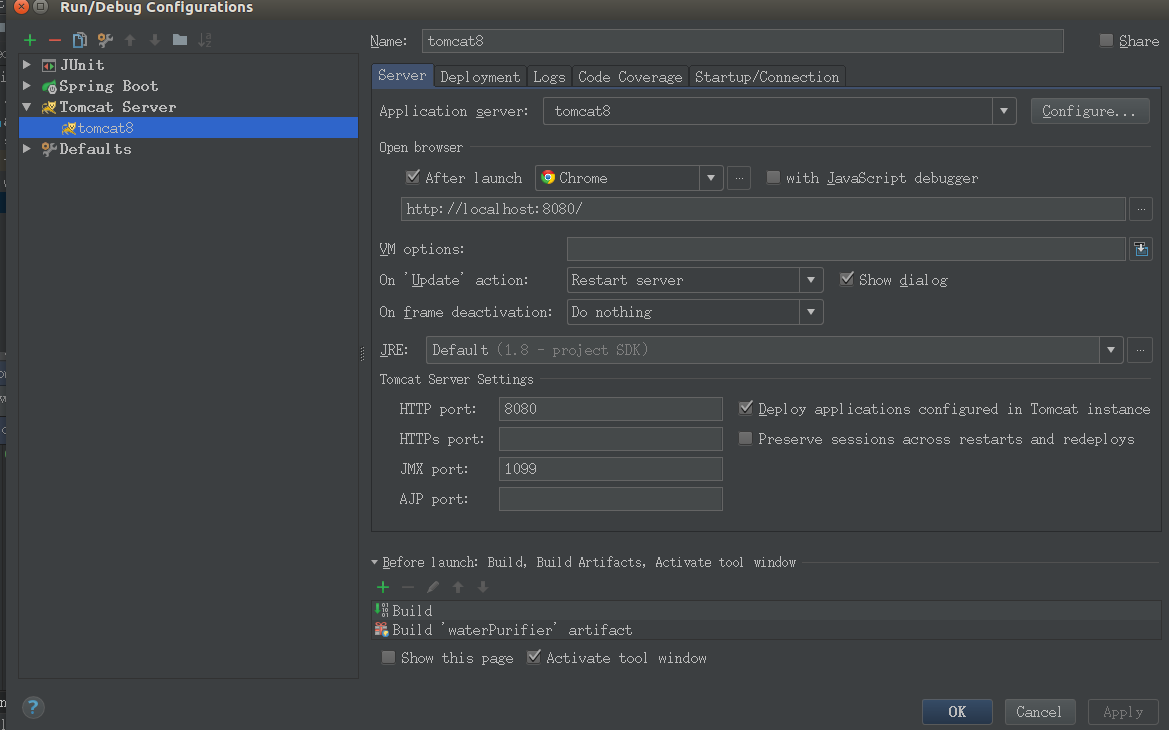 Run/Debug Configurations
Name: tomcat8 Share
JUnit
Spring Boot
Tomcat Server
tomcat8
Defaults
Server Deployment Logs Code Coverage Startup/Connection
Application server: tomcat8 Configure...
Open browser
After launch Chrome ... with JavaScript debugger
http://localhost:8080/ ...
VM options:
On 'Update' action: Restart server Show dialog
On frame deactivation: Do nothing
JRE: Default (1.8 - project SDK) ...
Tomcat Server Settings
HTTP port: 8080 Deploy applications configured in Tomcat instance
HTTPs port: Preserve sessions across restarts and redeploys
JMX port: 1099
AJP port:
Before launch: Build, Build Artifacts, Activate tool window
Build
Build 'waterPurifier' artifact
Show this page Activate tool window
? OK Cancel Apply